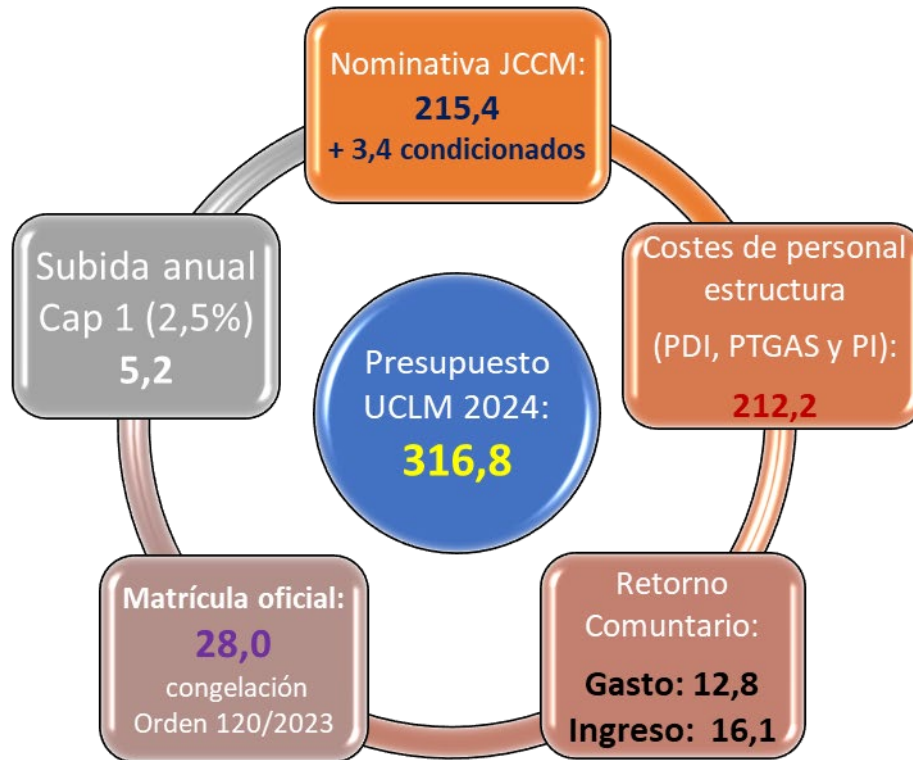 Nominativa JCCM:
215,4
+ 3,4 condicionados
Costes de personal
estructura
(PDI, PTGAS y PI):
212,2
Subida anual
Cap 1 (2,5%)
5,2
Presupuesto
UCLM 2024:
316,8
Retorno
Comuntario:
Gasto: 12,8
Ingreso: 16,1
Matrícula oficial:
28,0
congelación
Orden 120/2023